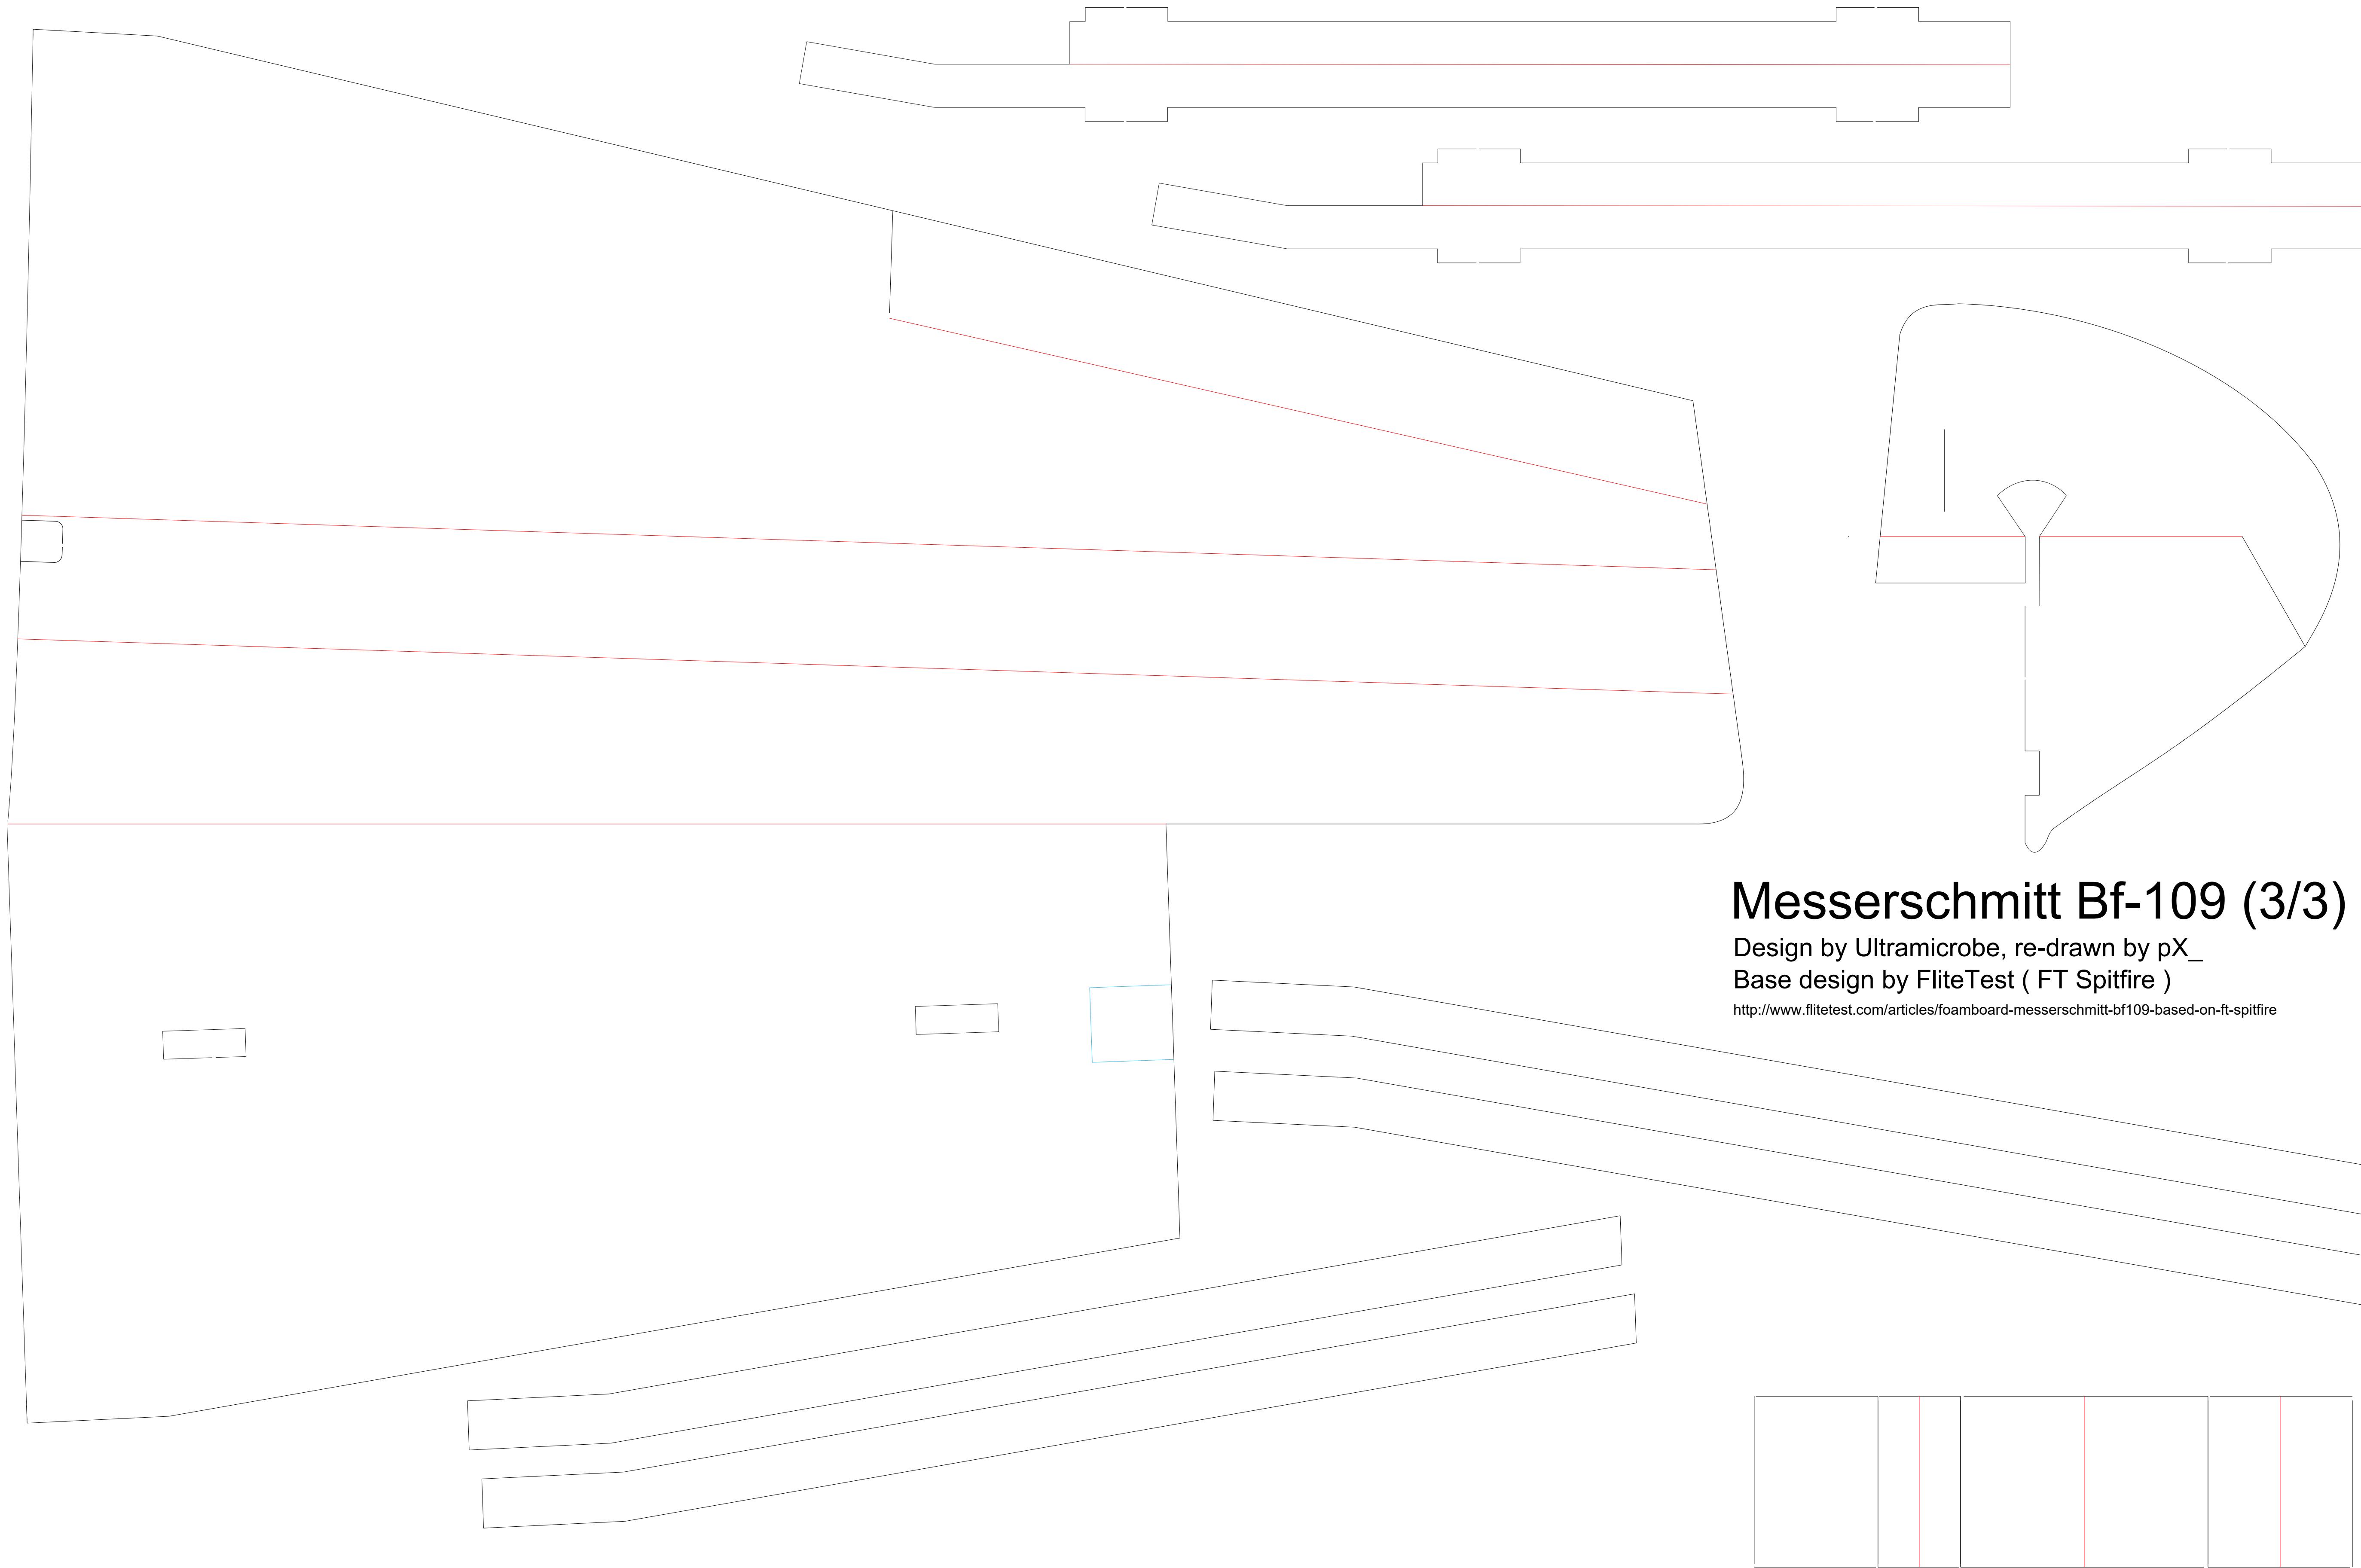 Messerschmitt Bf-109 (3/3)
Design by Ultramicrobe, re-drawn by pX_
Base design by FliteTest ( FT Spitfire )
http://www.flitetest.com/articles/foamboard-messerschmitt-bf109-based-on-ft-spitfire